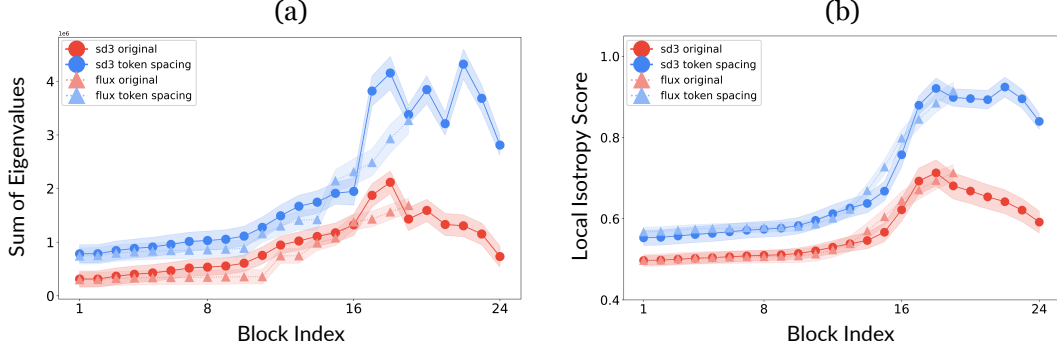 (a)
1e6
sd3 original
sd3 token spacing
flux original
flux token spacing
Sum of Eigenvalues
4
3
2
1
0
1
8
16
24
Block Index
(b)
sd3 original
sd3 token spacing
flux original
flux token spacing
Local Isotropy Score
1.0
0.8
0.6
0.4
1
8
16
24
Block Index